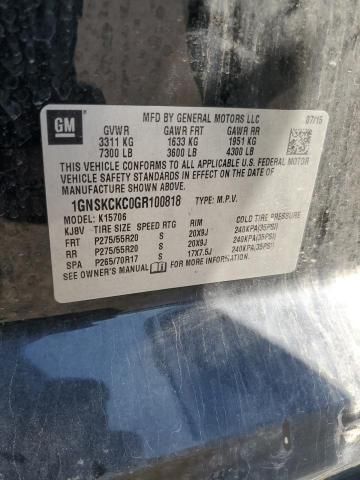 GM
MFD BY GENERAL MOTORS LLC 07/15
GVWR GAWR FRT GAWR RR
3311 KG 1633 KG 1951 KG
7300 LB 3600 LB 4300 LB
THIS VEHICLE CONFORMS TO ALL APPLICABLE U.S. FEDERAL MOTOR
VEHICLE SAFETY STANDARDS
IN EFFECT ON THE DATE OF
MANUFACTURE SHOWN ABOVE.
1GNSKCKC0GR100818 TYPE: M.P.V.
MODEL: K15706
KJ8V TIRE SIZE SPEED RTG RIM COLD TIRE PRESSURE
FRT P275/55R20 S 20X9J 240KPA(35PSI)
RR P275/55R20 S 20X9J 240KPA(35PSI)
SPA P265/70R17 S 17X7.5J 240KPA(35PSI)
SEE OWNER'S MANUAL FOR ADDITIONAL INFORMATION.